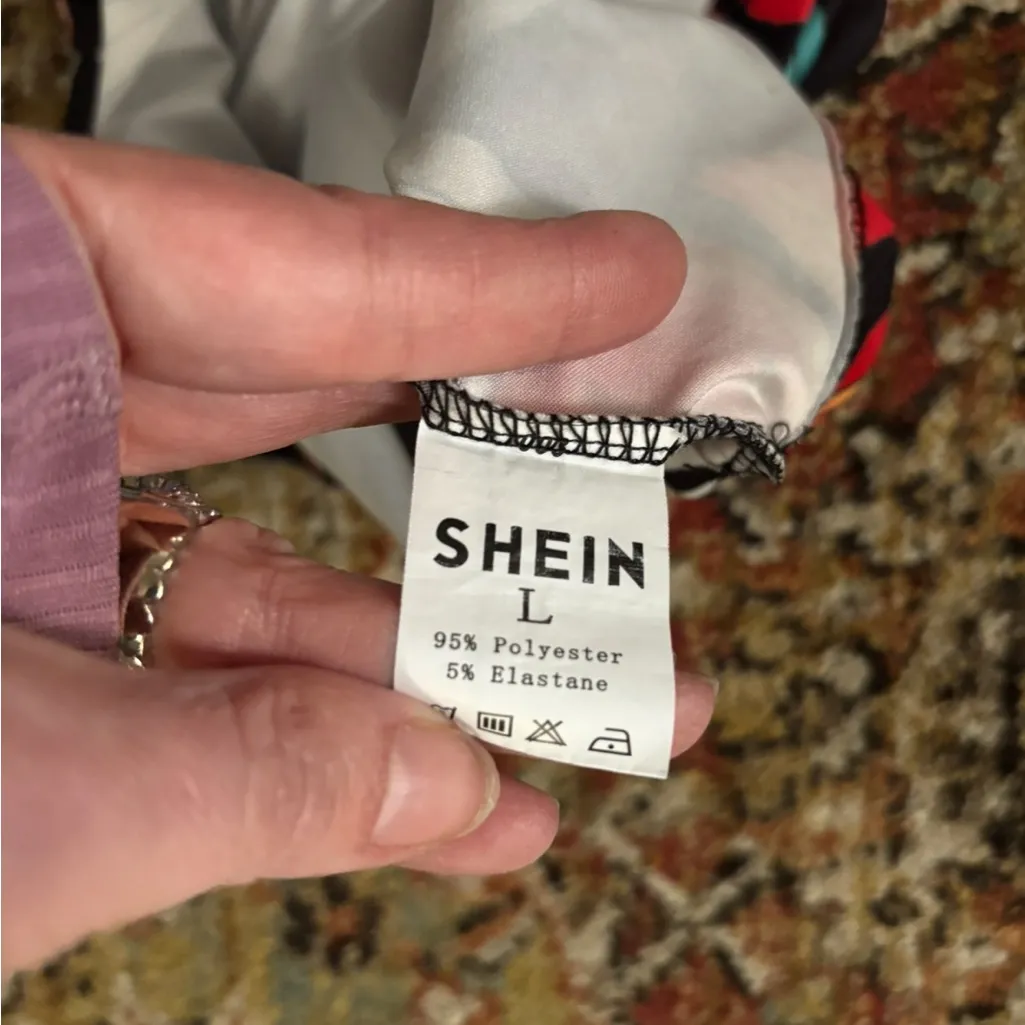 SHEIN
L
95% Polyester
5% Elastane